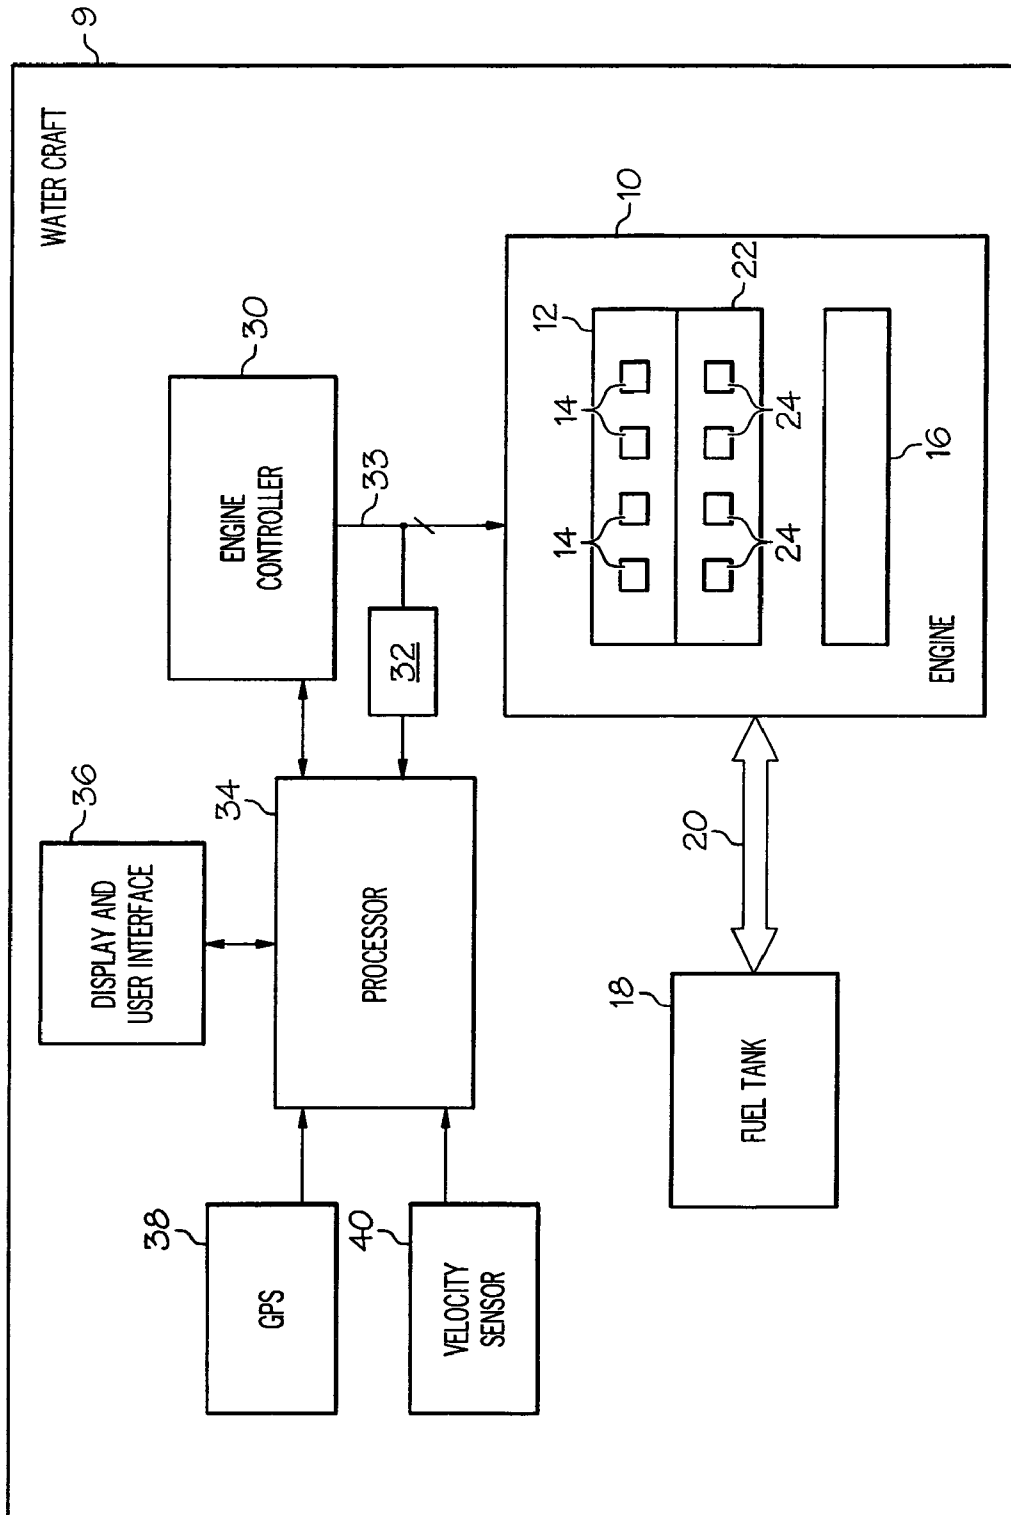 WATER CRAFT
9
DISPLAY AND
USER INTERFACE
36
GPS
38
VELOCITY
SENSOR
40
PROCESSOR
34
ENGINE
CONTROLLER
30
32
33
FUEL TANK
18
20
ENGINE
10
12
14
14
22
24
24
16